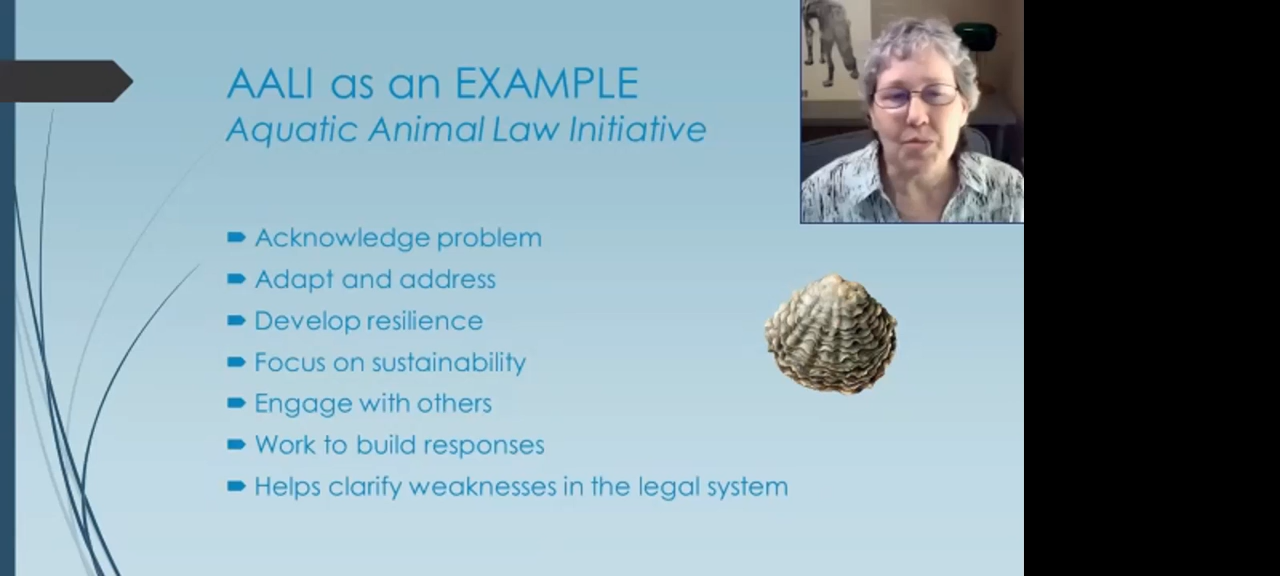 AALI as an EXAMPLE
Aquatic Animal Law Initiative
Acknowledge problem
Adapt and address
Develop resilience
Focus on sustainability
Engage with others
Work to build responses
Helps clarify weaknesses in the legal system